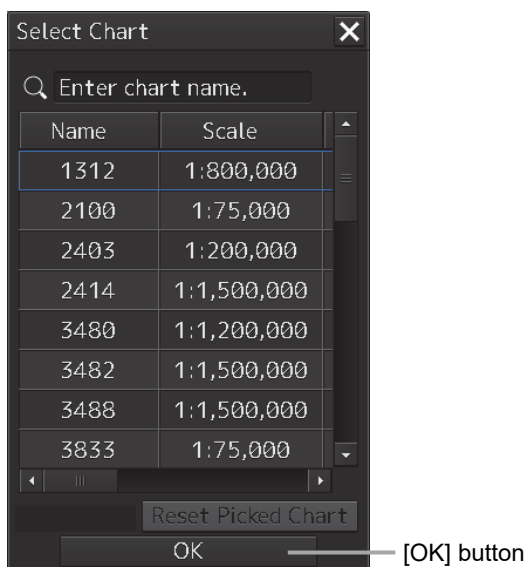 Select Chart
Enter chart name.
Name Scale
1312 1:800,000
2100 1:75,000
2403 1:200,000
2414 1:1,500,000
3480 1:1,200,000
3482 1:1,500,000
3488 1:1,500,000
3833 1:75,000
Reset Picked Chart
OK [OK] button